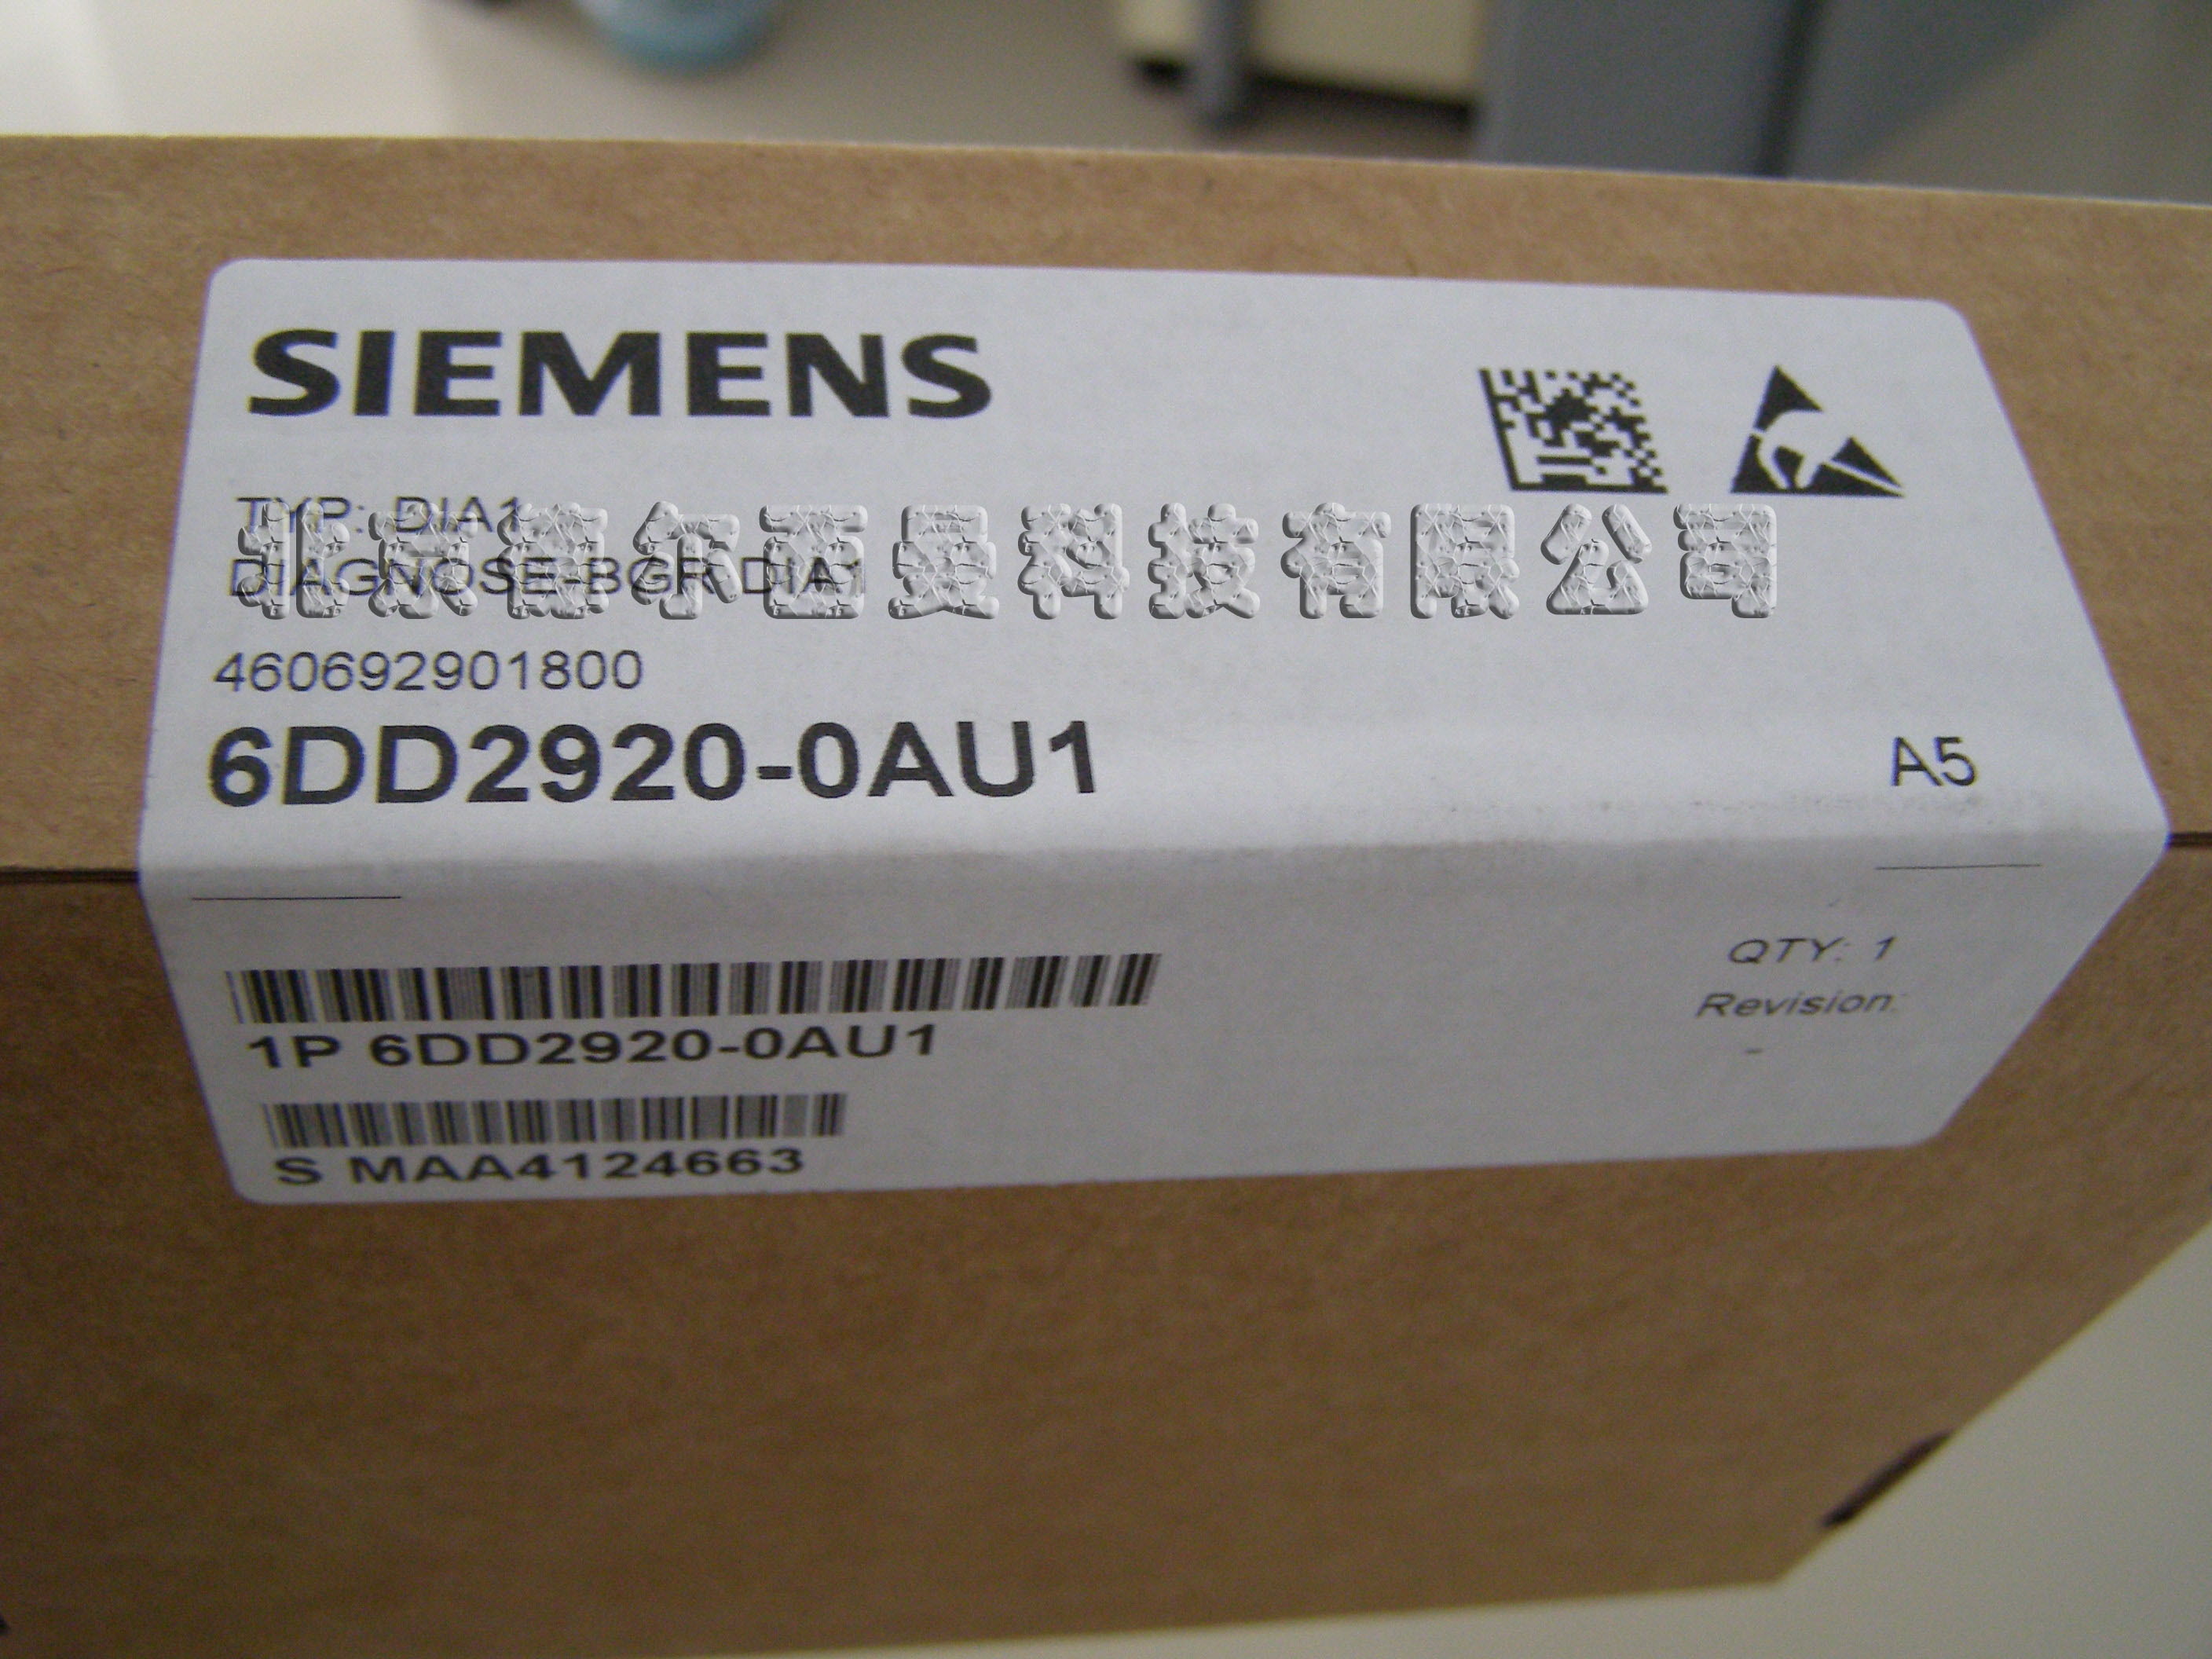 SIEMENS
TYP: DIA1
DIAGNOSE-BGR DIA1
北京德尔西曼科技有限公司
460692901800
6DD2920-0AU1
A5
QTY: 1
Revision:
-
1P 6DD2920-0AU1
S MAA4124663